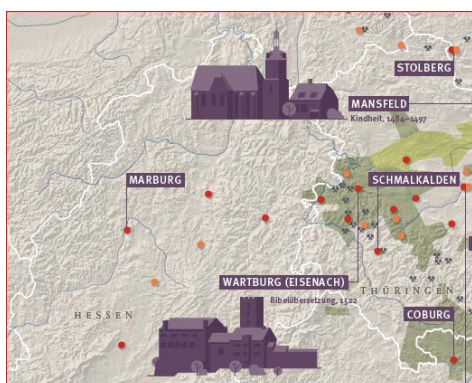 STOLBERG
MANSFELD
Kindheit, 1484–1497
MARBURG
SCHMALKALDEN
WARTBURG (EISENACH)
Bibelübersetzung, 1522
THÜRINGEN
HESSEN
COBURG